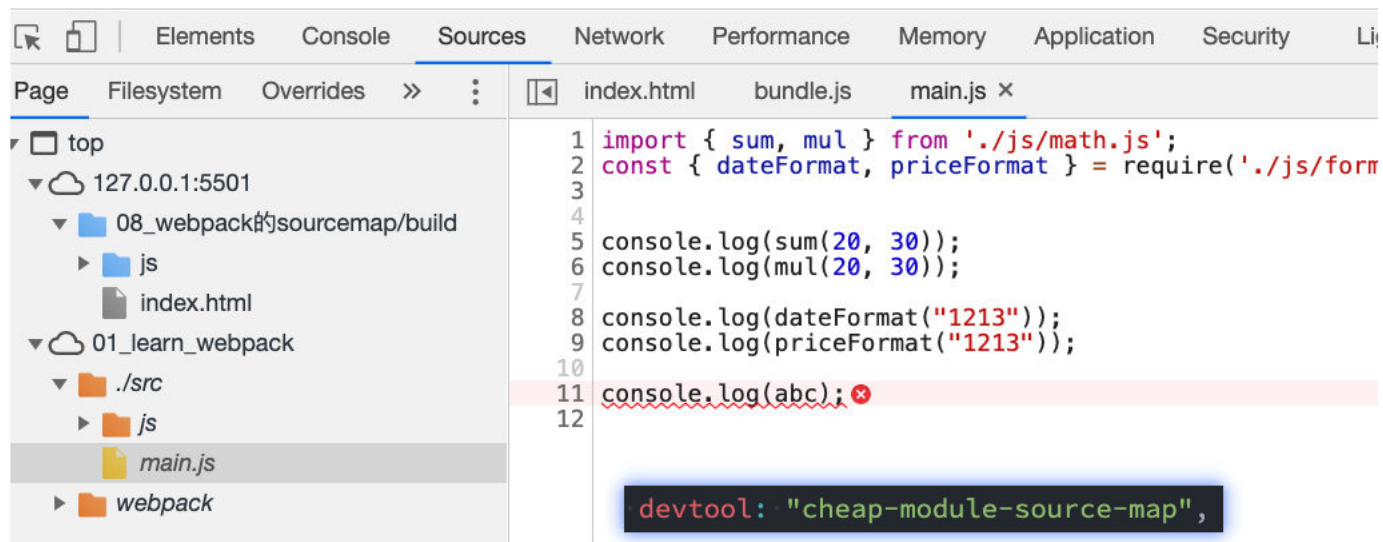 Elements Console Sources Network Performance Memory Application Security Li
Page Filesystem Overrides » index.html bundle.js main.js ×
top
127.0.0.1:5501
08_webpack的sourcemap/build
js
index.html
01_learn_webpack
./src
js
main.js
webpack
1 import { sum, mul } from './js/math.js';
2 const { dateFormat, priceFormat } = require('./js/form
3
4
5 console.log(sum(20, 30));
6 console.log(mul(20, 30));
7
8 console.log(dateFormat("1213"));
9 console.log(priceFormat("1213"));
10
11 console.log(abc);
12
devtool: "cheap-module-source-map",